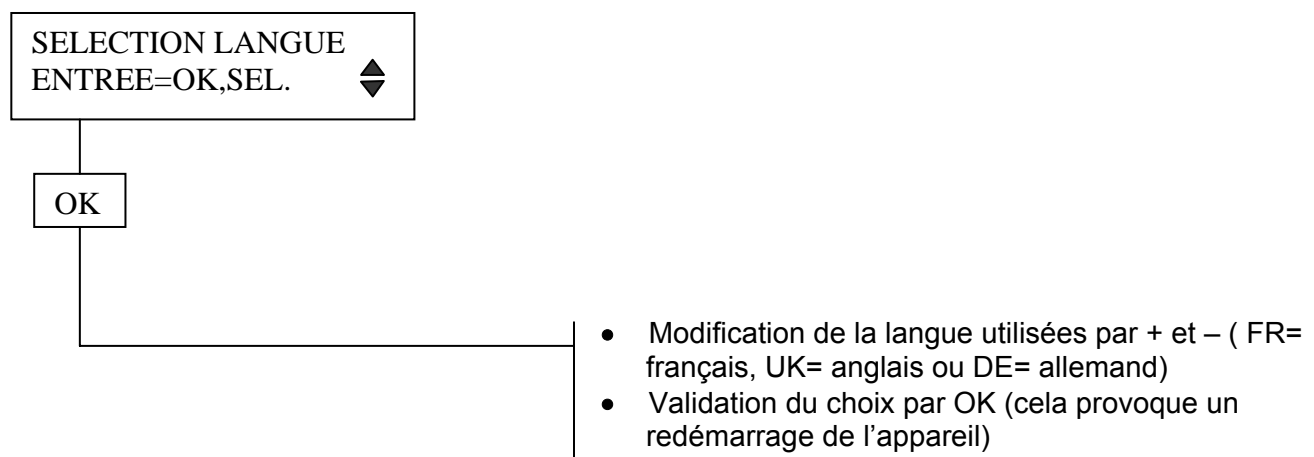 SELECTION LANGUE
ENTREE=OK,SEL.
OK
• Modification de la langue utilisées par + et – ( FR=
français, UK= anglais ou DE= allemand)
• Validation du choix par OK (cela provoque un
redémarrage de l’appareil)